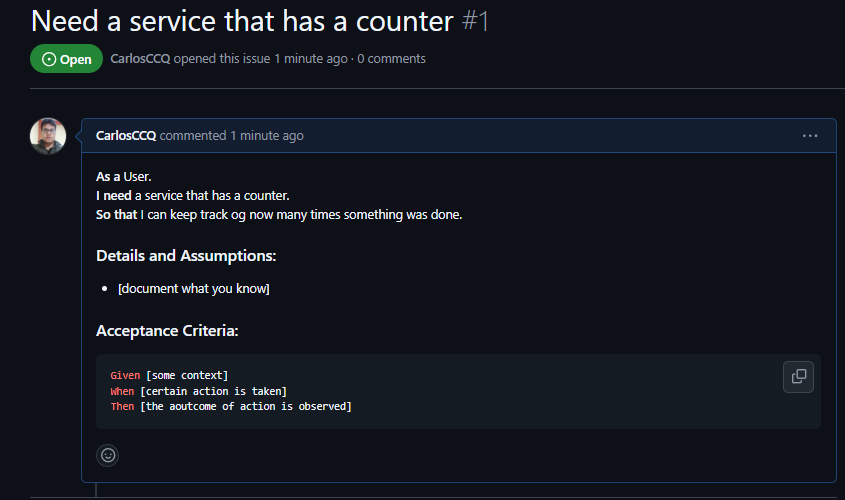 Need a service that has a counter #1
Open CarlosCCQ opened this issue 1 minute ago · 0 comments
CarlosCCQ commented 1 minute ago
As a User.
I need a service that has a counter.
So that I can keep track og now many times something was done.
Details and Assumptions:
• [document what you know]
Acceptance Criteria:
Given [some context]
When [certain action is taken]
Then [the aoutcome of action is observed]